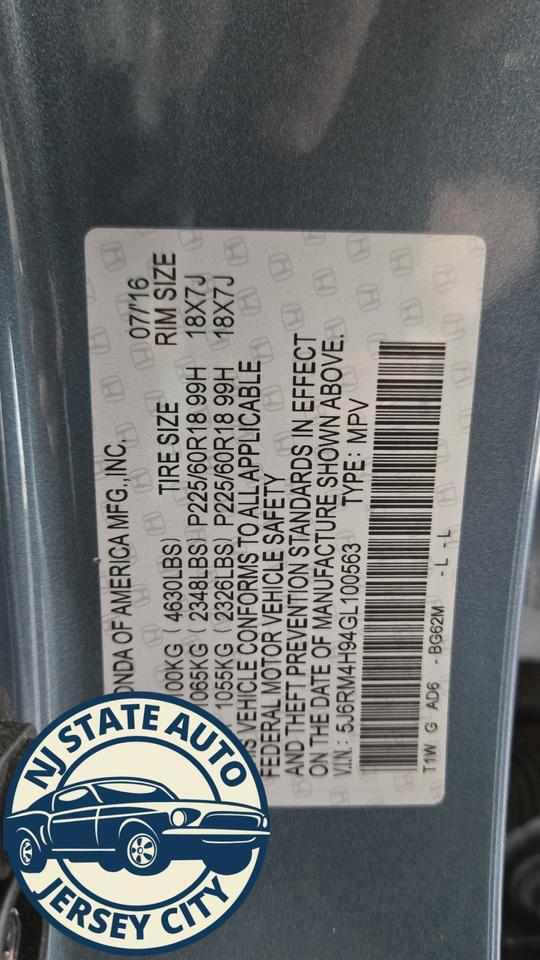 ONDA OF AMERICA MFG., INC. 07/'16
100KG ( 4630LBS) TIRE SIZE RIM SIZE
1065KG ( 2348LBS) P225/60R18 99H 18X7J
1055KG ( 2326LBS) P225/60R18 99H 18X7J
IS VEHICLE CONFORMS TO ALL APPLICABLE
FEDERAL MOTOR VEHICLE SAFETY
AND THEFT PREVENTION STANDARDS IN EFFECT
ON THE DATE OF MANUFACTURE SHOWN ABOVE.
V.I.N.: 5J6RM4H94GL100563 TYPE: MPV
T1W G AD6 - BG62M - L - L
NJ STATE AUTO
JERSEY CITY